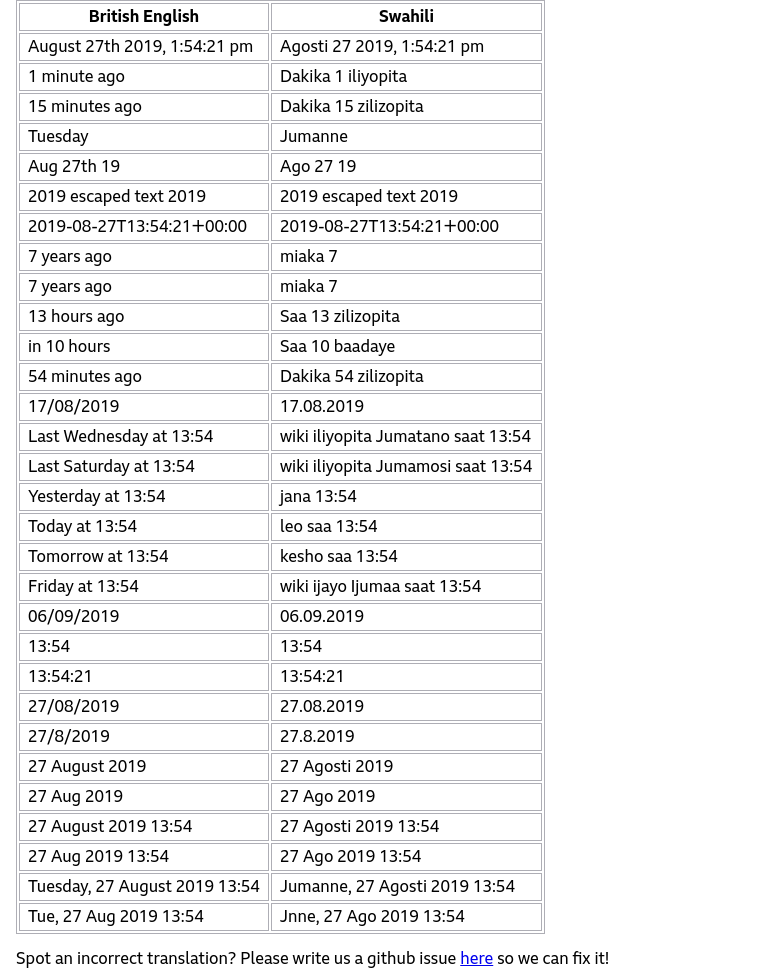 British English Swahili
August 27th 2019, 1:54:21 pm Agosti 27 2019, 1:54:21 pm
1 minute ago Dakika 1 iliyopita
15 minutes ago Dakika 15 zilizopita
Tuesday Jumanne
Aug 27th 19 Ago 27 19
2019 escaped text 2019 2019 escaped text 2019
2019-08-27T13:54:21+00:00 2019-08-27T13:54:21+00:00
7 years ago miaka 7
7 years ago miaka 7
13 hours ago Saa 13 zilizopita
in 10 hours Saa 10 baadaye
54 minutes ago Dakika 54 zilizopita
17/08/2019 17.08.2019
Last Wednesday at 13:54 wiki iliyopita Jumatano saat 13:54
Last Saturday at 13:54 wiki iliyopita Jumamosi saat 13:54
Yesterday at 13:54 jana 13:54
Today at 13:54 leo saa 13:54
Tomorrow at 13:54 kesho saa 13:54
Friday at 13:54 wiki ijayo Ijumaa saat 13:54
06/09/2019 06.09.2019
13:54 13:54
13:54:21 13:54:21
27/08/2019 27.08.2019
27/8/2019 27.8.2019
27 August 2019 27 Agosti 2019
27 Aug 2019 27 Ago 2019
27 August 2019 13:54 27 Agosti 2019 13:54
27 Aug 2019 13:54 27 Ago 2019 13:54
Tuesday, 27 August 2019 13:54 Jumanne, 27 Agosti 2019 13:54
Tue, 27 Aug 2019 13:54 Jnne, 27 Ago 2019 13:54
Spot an incorrect translation? Please write us a github issue here so we can fix it!